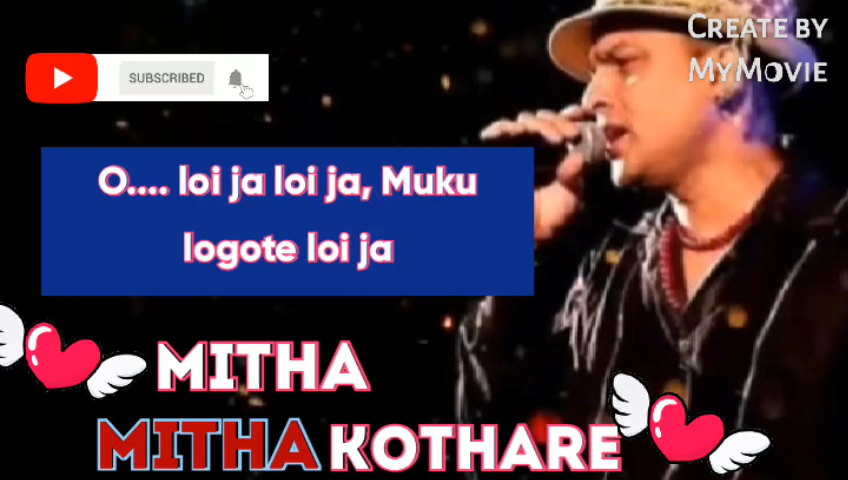 CREATE BY
MYMOVIE
SUBSCRIBED
O.... loi ja loi ja, Muku
logote loi ja
MITHA
MITHA KOTHARE